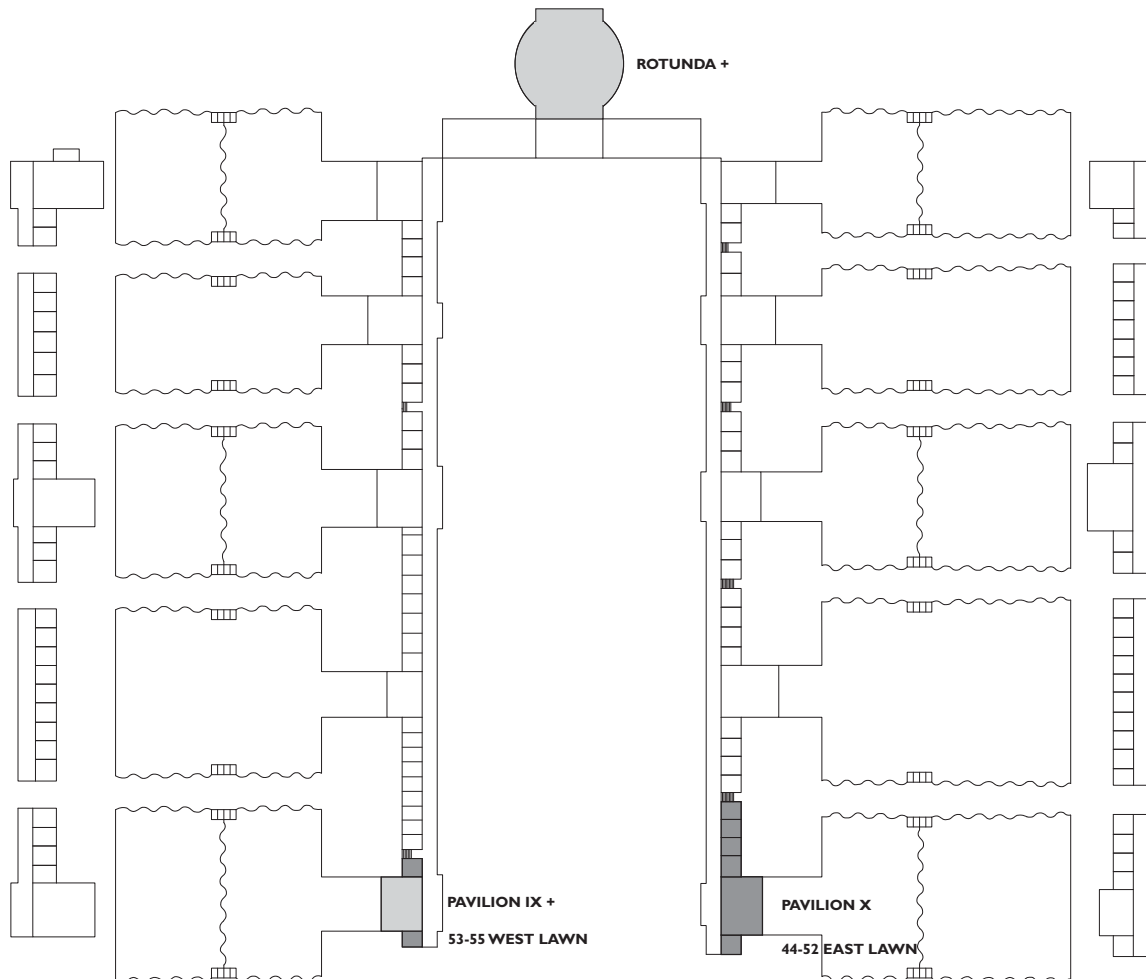 ROTUNDA +
PAVILION IX +
53-55 WEST LAWN
PAVILION X
44-52 EAST LAWN